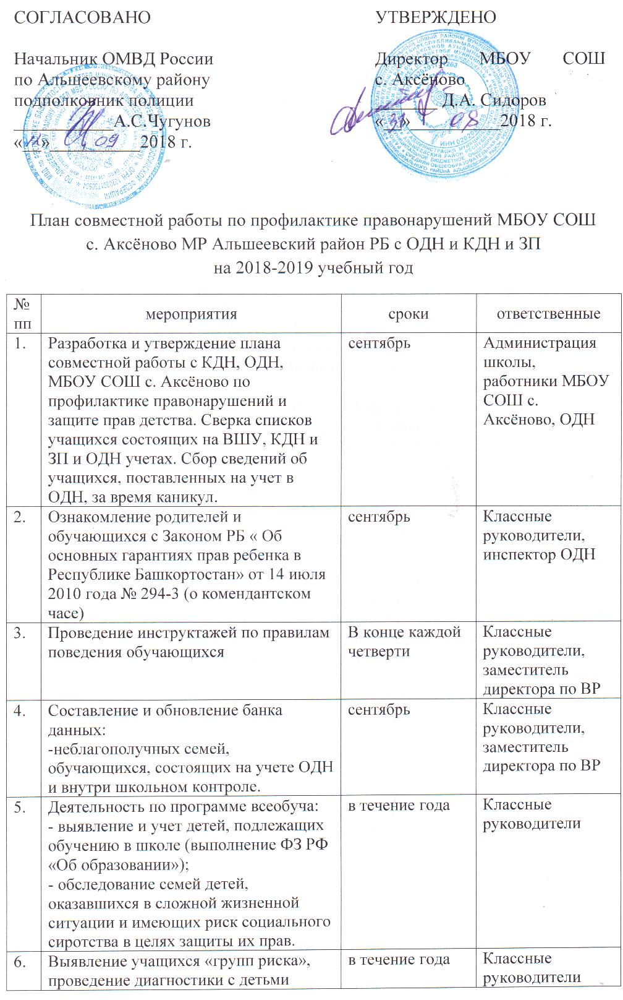 СОГЛАСОВАНО
Начальник ОМВД России
по Альшеевскому району
подполковник полиции
____________ А.С.Чугунов
«__»__09__2018 г.
УТВЕРЖДЕНО
Директор МБОУ СОШ
с. Аксёново
_______ Д.А. Сидоров
«31»__08__2018 г.
План совместной работы по профилактике правонарушений МБОУ СОШ
с. Аксёново МР Альшеевский район РБ с ОДН и КДН и ЗП
на 2018-2019 учебный год
№
пп
мероприятия
сроки
ответственные
1.
Разработка и утверждение плана
совместной работы с КДН, ОДН,
МБОУ СОШ с. Аксёново по
профилактике правонарушений и
защите прав детства. Сверка списков
учащихся состоящих на ВШУ, КДН и
ЗП и ОДН учетах. Сбор сведений об
учащихся, поставленных на учет в
ОДН, за время каникул.
сентябрь
Администрация
школы,
работники МБОУ
СОШ с.
Аксёново, ОДН
2.
Ознакомление родителей и
обучающихся с Законом РБ « Об
основных гарантиях прав ребенка в
Республике Башкортостан» от 14 июля
2010 года № 294-3 (о комендантском
часе)
сентябрь
Классные
руководители,
инспектор ОДН
3.
Проведение инструктажей по правилам
поведения обучающихся
В конце каждой
четверти
Классные
руководители,
заместитель
директора по ВР
4.
Составление и обновление банка
данных:
-неблагополучных семей,
обучающихся, состоящих на учете ОДН
и внутри школьном контроле.
сентябрь
Классные
руководители,
заместитель
директора по ВР
5.
Деятельность по программе всеобуча:
- выявление и учет детей, подлежащих
обучению в школе (выполнение ФЗ РФ
«Об образовании»);
- обследование семей детей,
оказавшихся в сложной жизненной
ситуации и имеющих риск социального
сиротства в целях защиты их прав.
в течение года
Классные
руководители
6.
Выявление учащихся «групп риска»,
проведение диагностики с детьми
в течение года
Классные
руководители